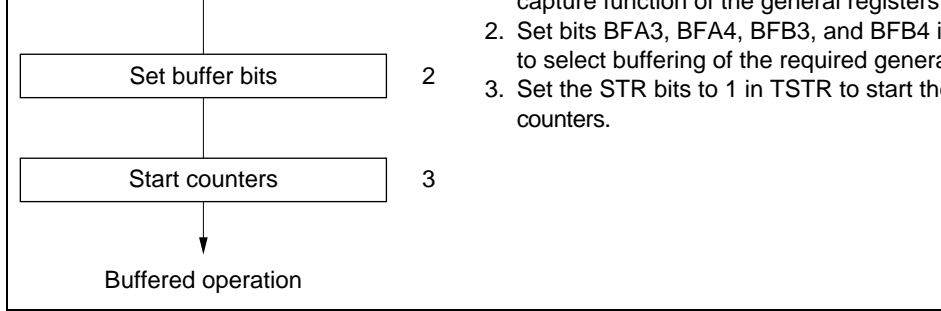 capture function of the general registers
2. Set bits BFA3, BFA4, BFB3, and BFB4
to select buffering of the required
Set buffer bits 2
3. Set the STR bits to 1 in TSTR to start
counters.
Start counters 3
Buffered operation